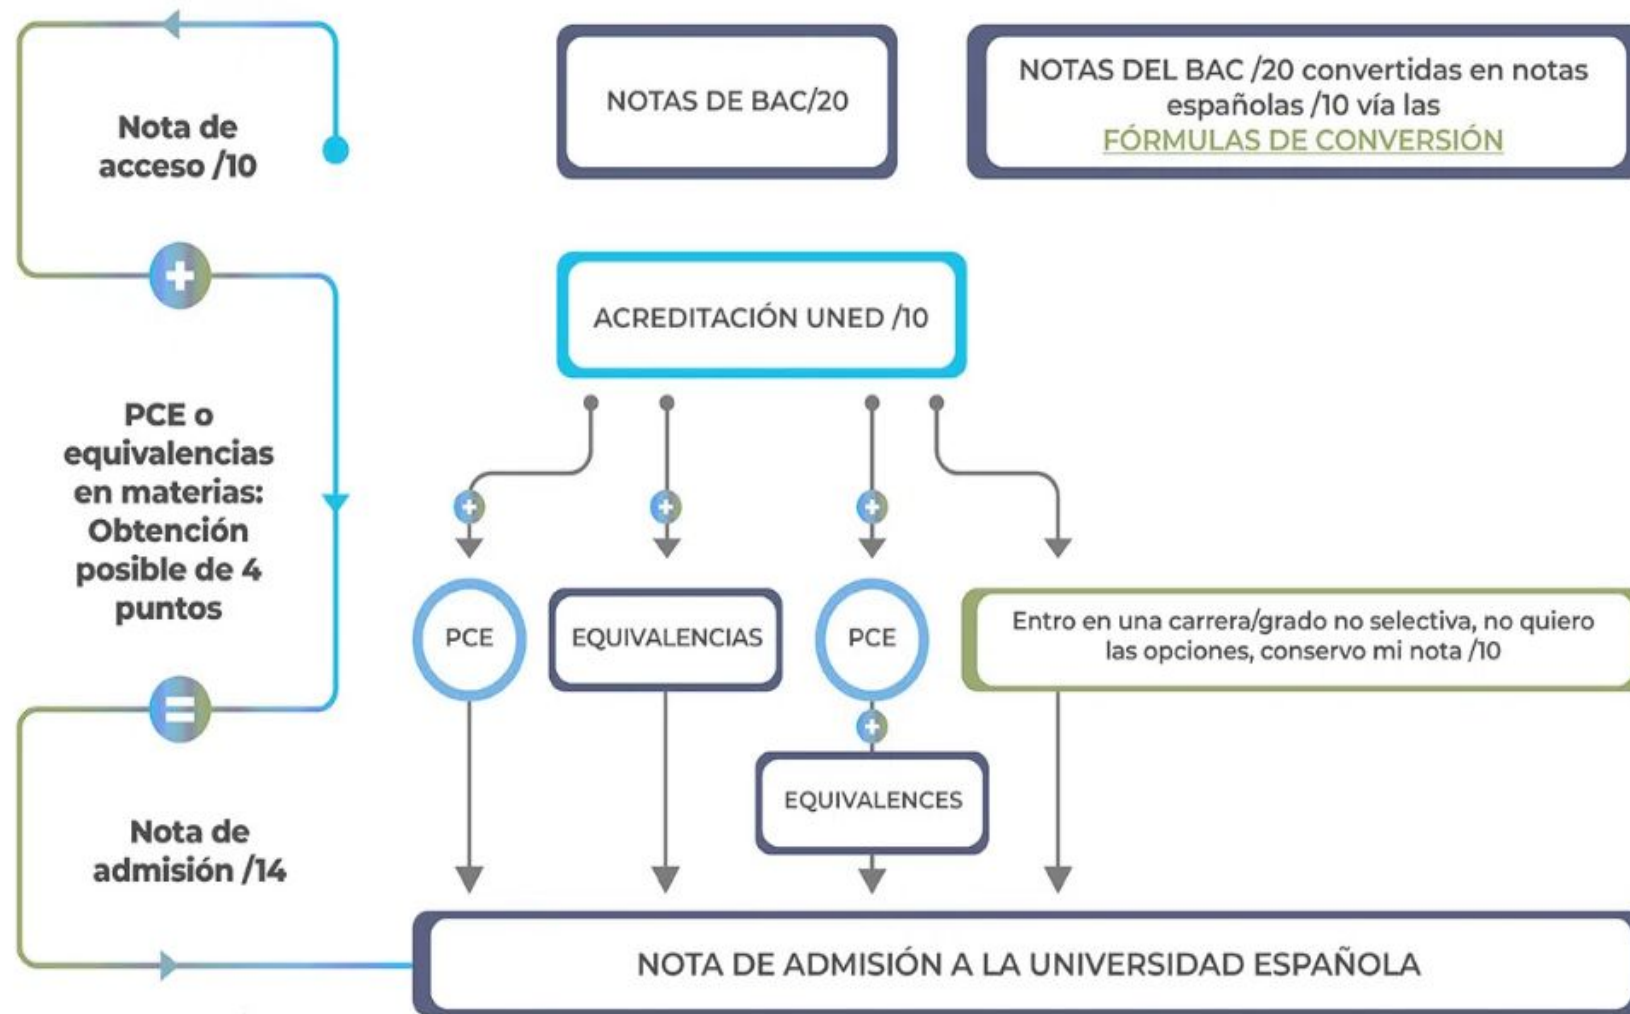 Nota de
acceso /10
NOTAS DE BAC/20
NOTAS DEL BAC /20 convertidas en notas
españolas /10 vía las
FÓRMULAS DE CONVERSIÓN
ACREDITACIÓN UNED /10
PCE o
equivalencias
en materias:
Obtención
posible de 4
puntos
PCE
EQUIVALENCIAS
PCE
Entro en una carrera/grado no selectiva, no quiero
las opciones, conservo mi nota /10
EQUIVALENCES
Nota de
admisión /14
NOTA DE ADMISIÓN A LA UNIVERSIDAD ESPAÑOLA